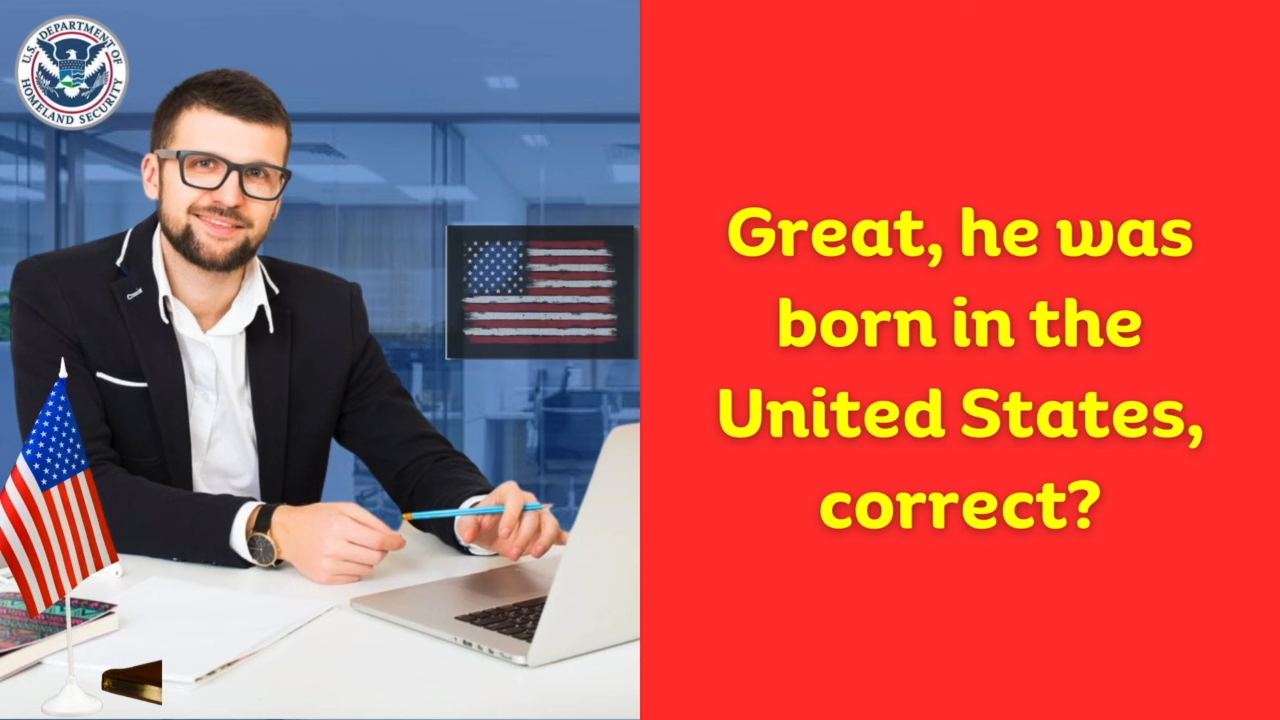 U.S. DEPARTMENT OF
HOMELAND SECURITY
Great, he was
born in the
United States,
correct?